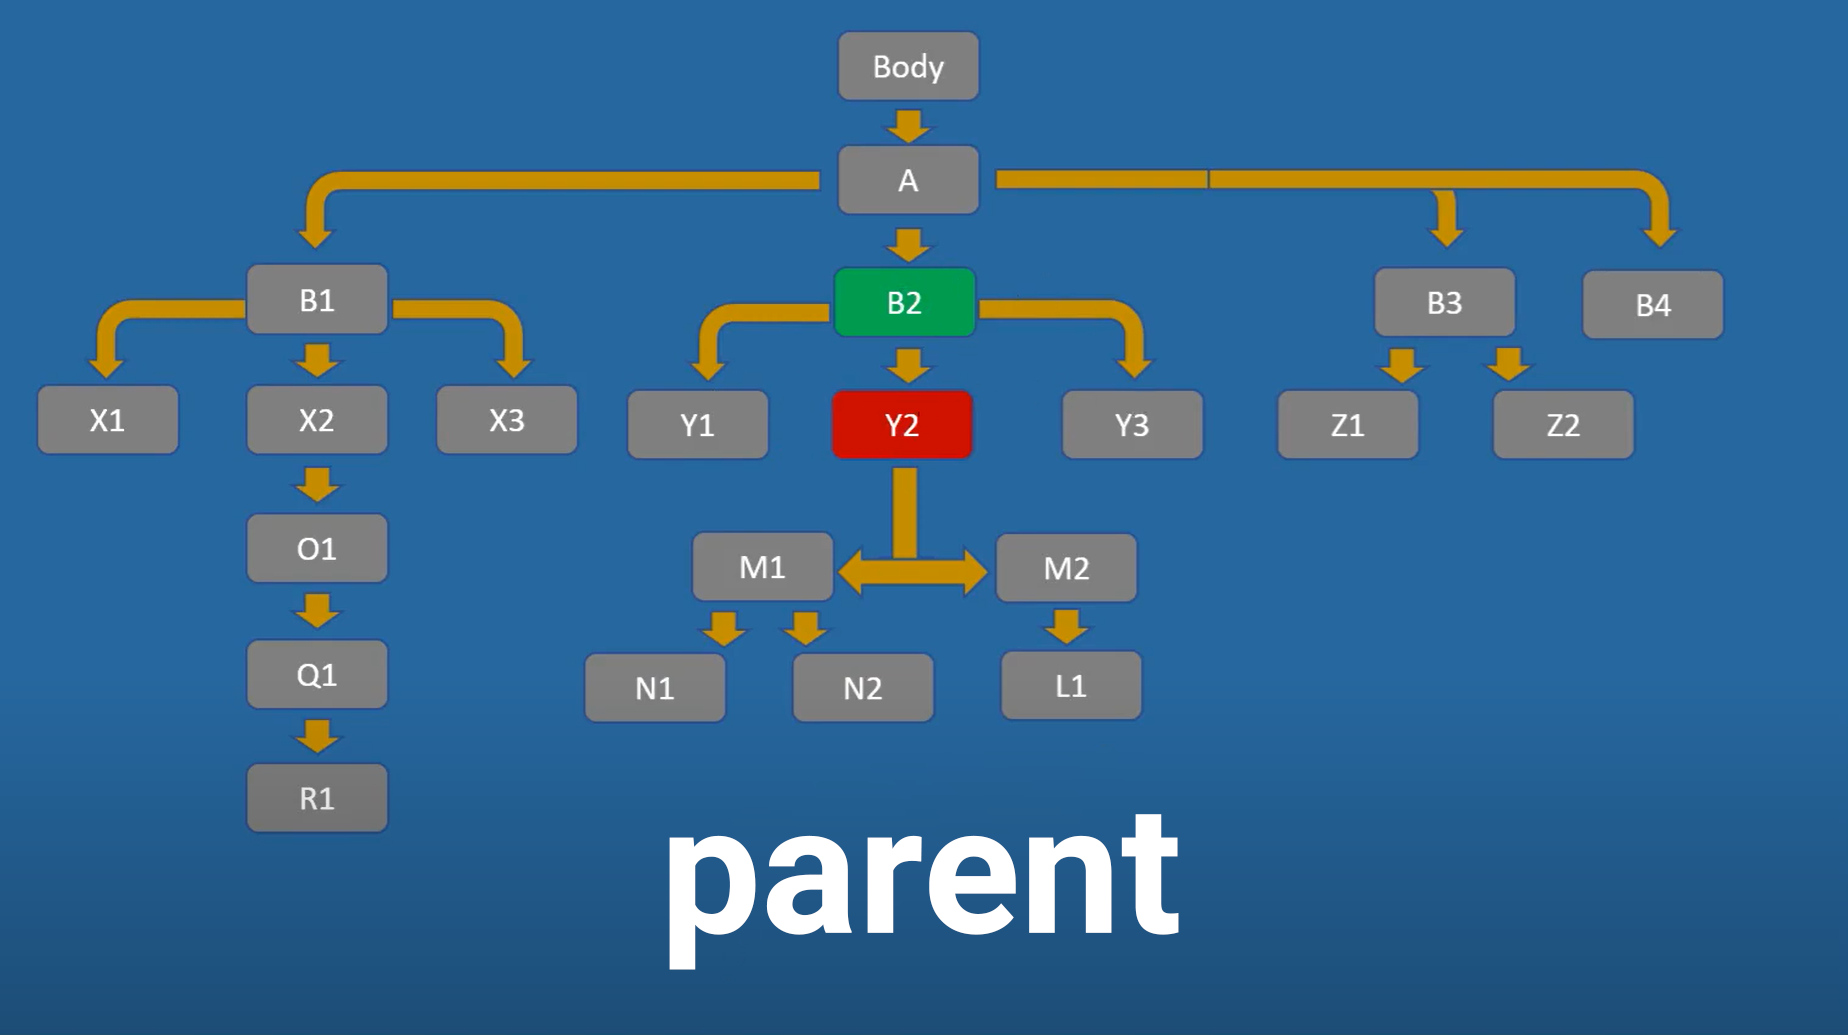 Body
A
B1
B2
B3
B4
X1
X2
X3
Y1
Y2
Y3
Z1
Z2
O1
M1
M2
Q1
N1
N2
L1
R1
parent